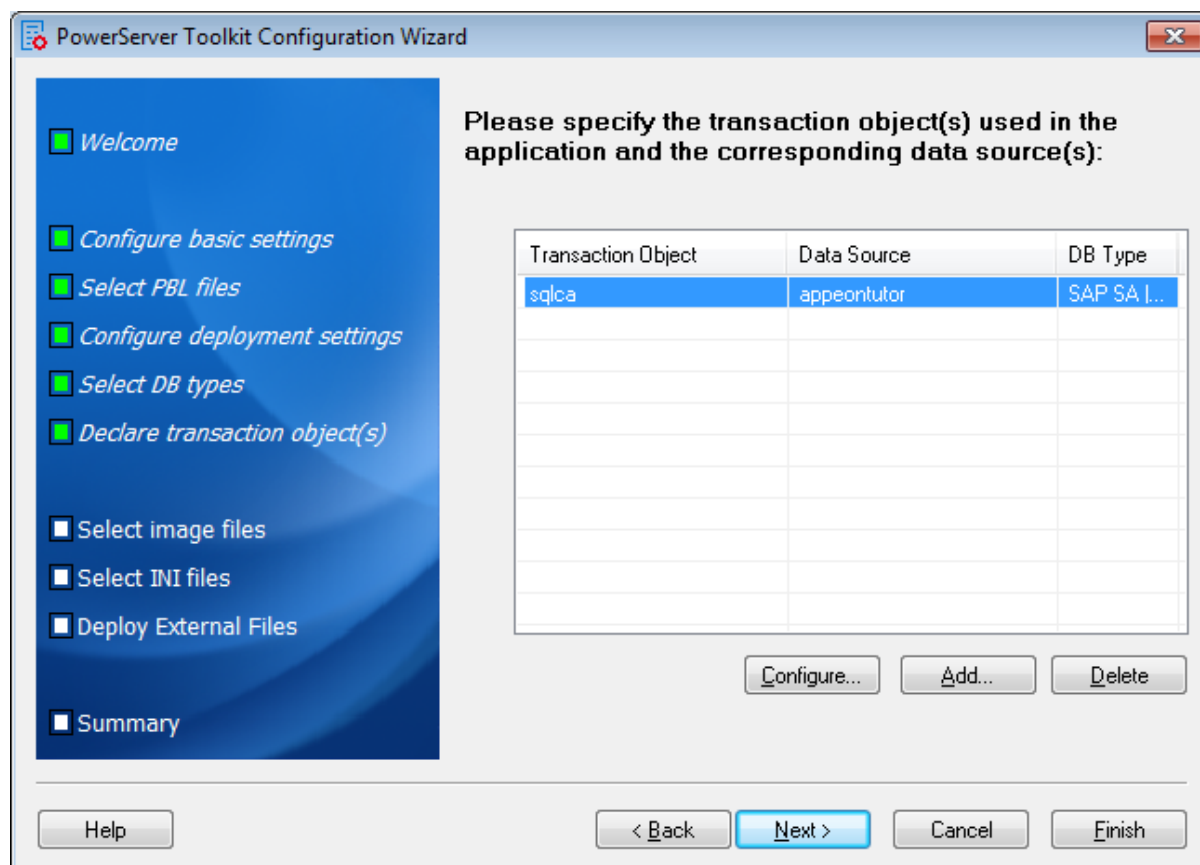 PowerServer Toolkit Configuration Wizard
Welcome
Configure basic settings
Select PBL files
Configure deployment settings
Select DB types
Declare transaction object(s)
Select image files
Select INI files
Deploy External Files
Summary
Please specify the transaction object(s) used in the
application and the corresponding data source(s):
Transaction Object Data Source DB Type
sqlca appeontutor SAP SA |...
Configure... Add... Delete
Help < Back Next > Cancel Finish